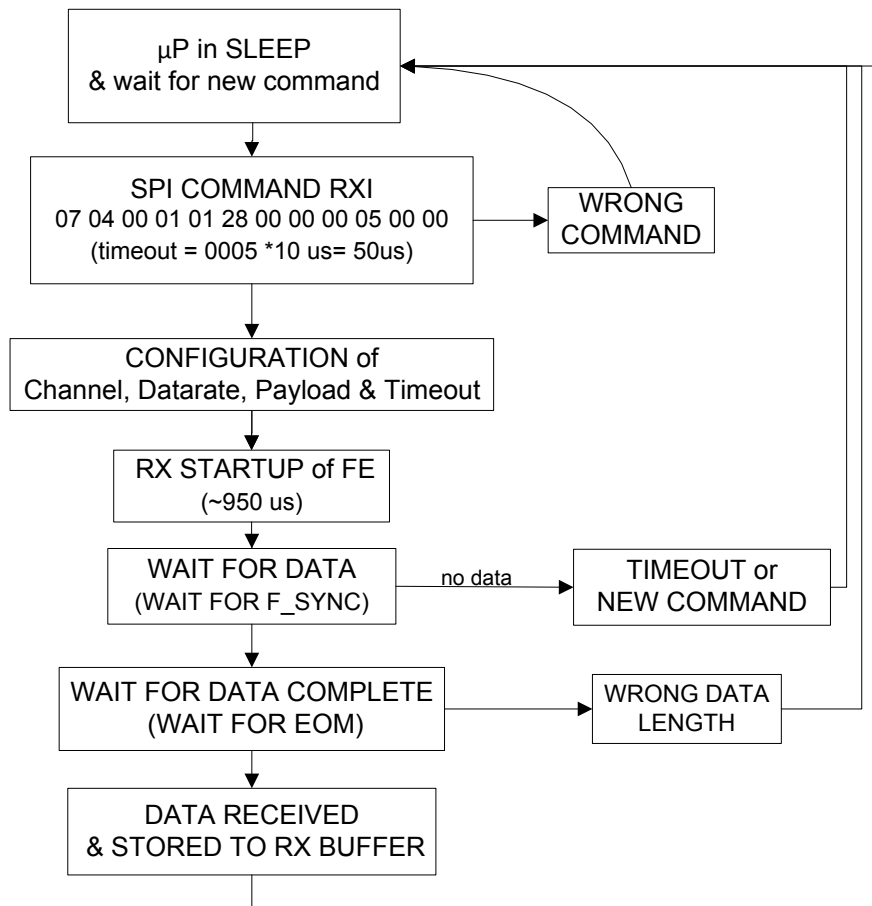 µP in SLEEP
& wait for new command
SPI COMMAND RXI
07 04 00 01 01 28 00 00 00 05 00 00
(timeout = 0005 *10 us= 50us)
WRONG
COMMAND
CONFIGURATION of
Channel, Datarate, Payload & Timeout
RX STARTUP of FE
(~950 us)
WAIT FOR DATA
(WAIT FOR F_SYNC)
no data
TIMEOUT or
NEW COMMAND
WAIT FOR DATA COMPLETE
(WAIT FOR EOM)
WRONG DATA
LENGTH
DATA RECEIVED
& STORED TO RX BUFFER